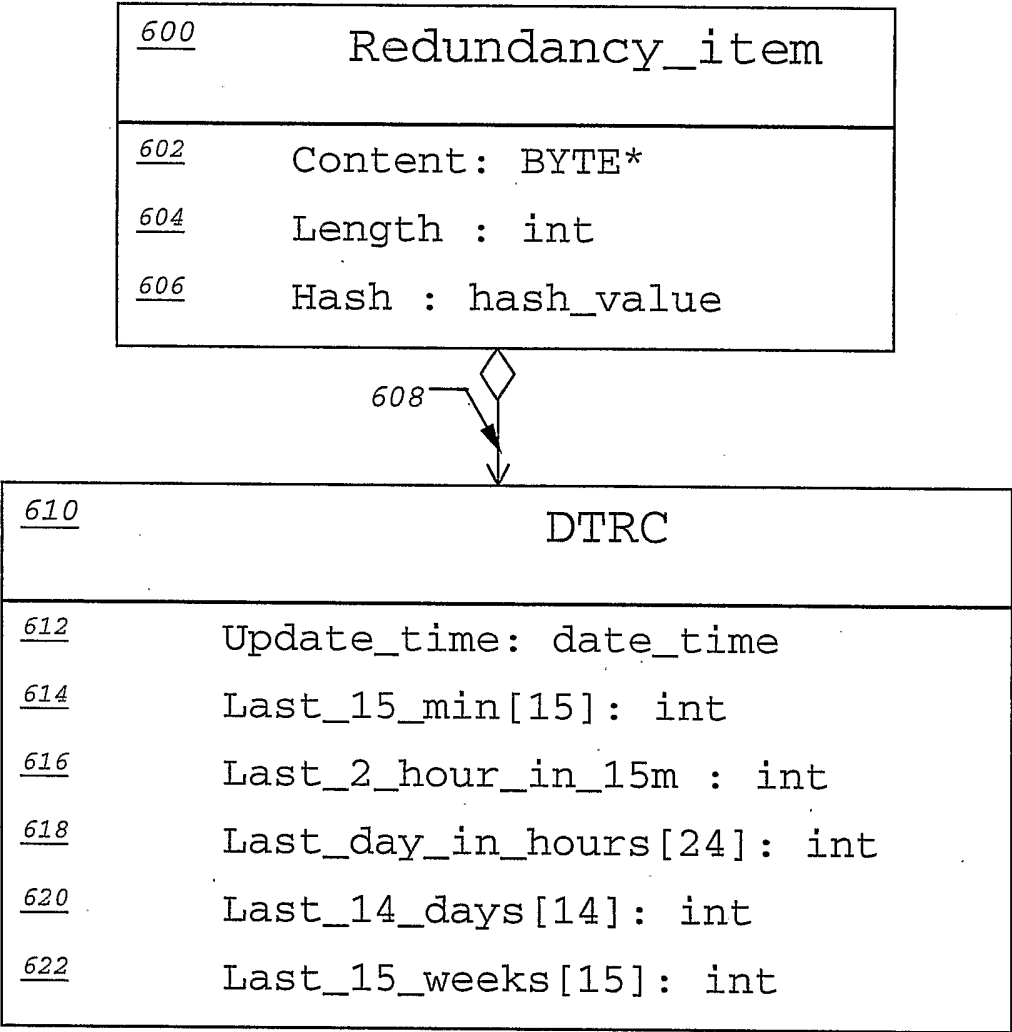 600 Redundancy_item
602 Content: BYTE*
604 Length : int
606 Hash : hash_value
608
610 DTRC
612 Update_time: date_time
614 Last_15_min[15]: int
616 Last_2_hour_in_15m : int
618 Last_day_in_hours[24]: int
620 Last_14_days[14]: int
622 Last_15_weeks[15]: int